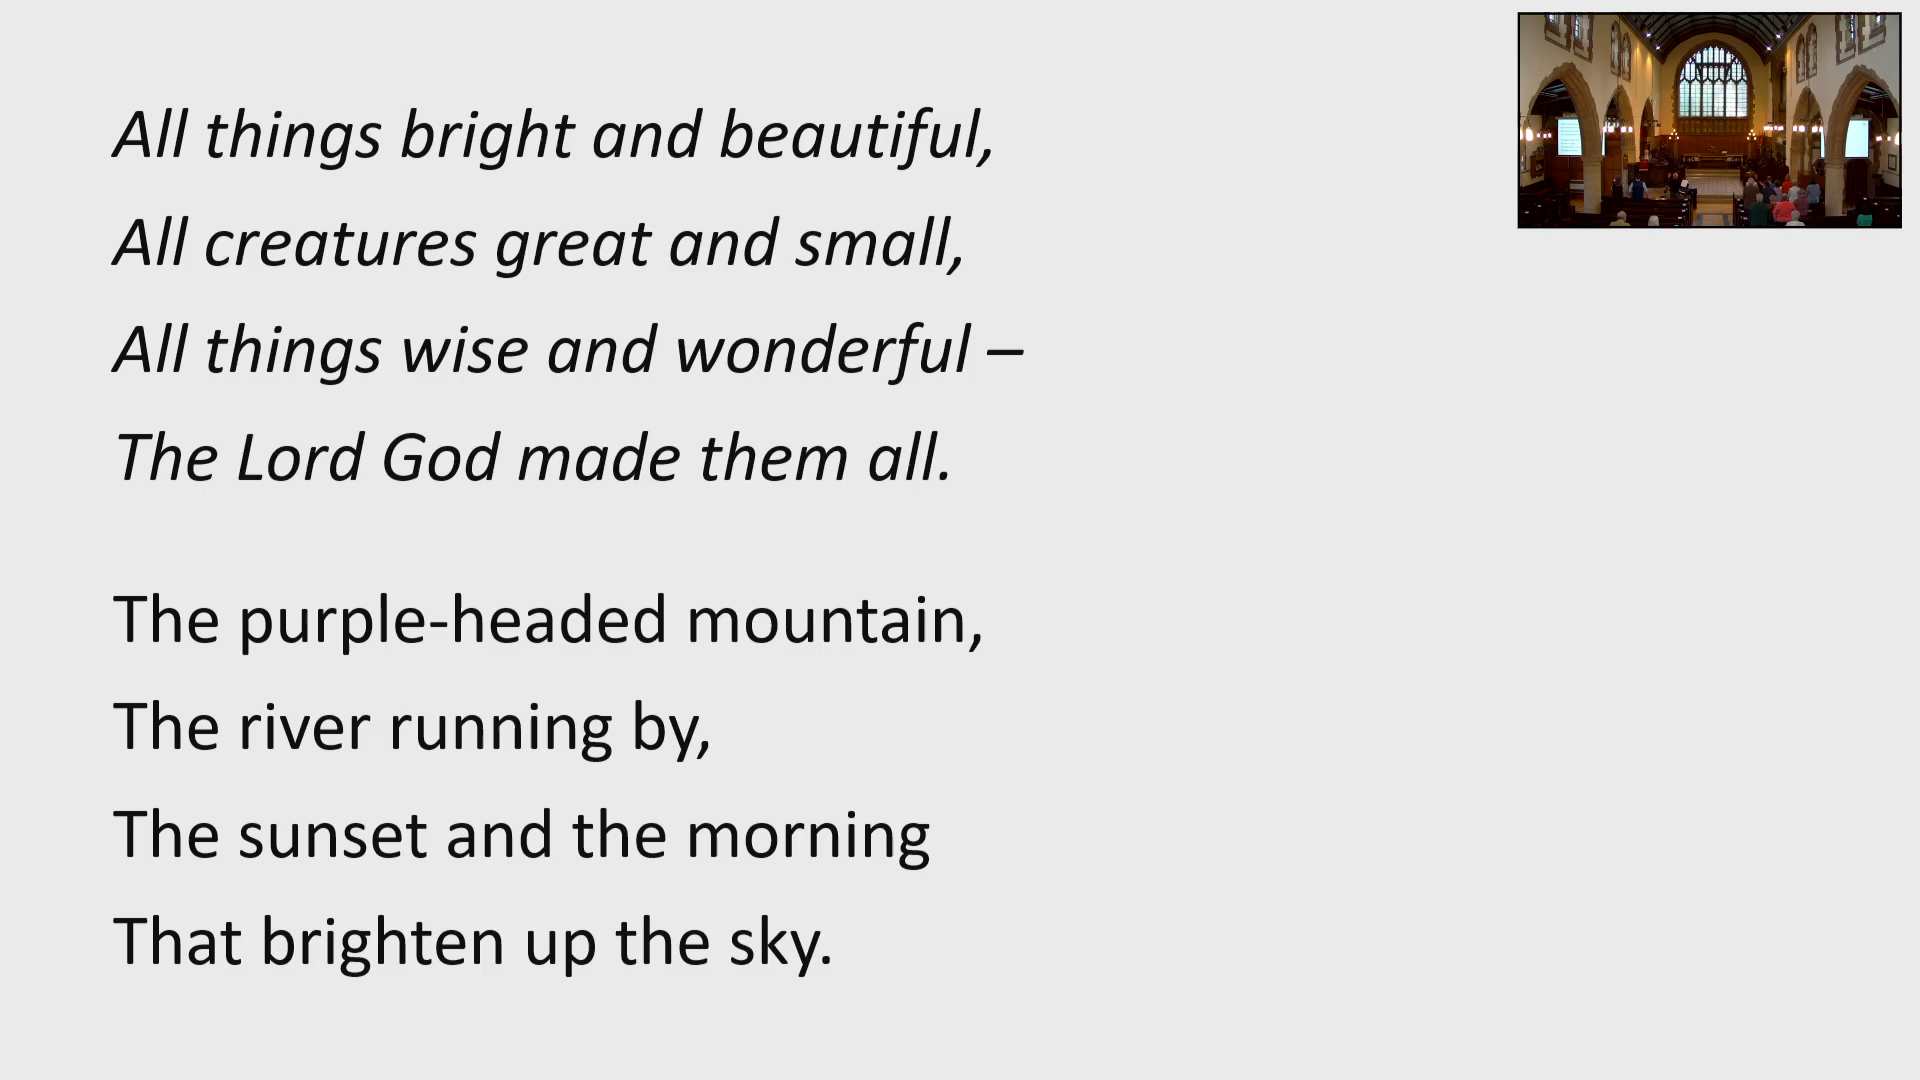 All things bright and beautiful,
All creatures great and small,
All things wise and wonderful –
The Lord God made them all.
The purple-headed mountain,
The river running by,
The sunset and the morning
That brighten up the sky.